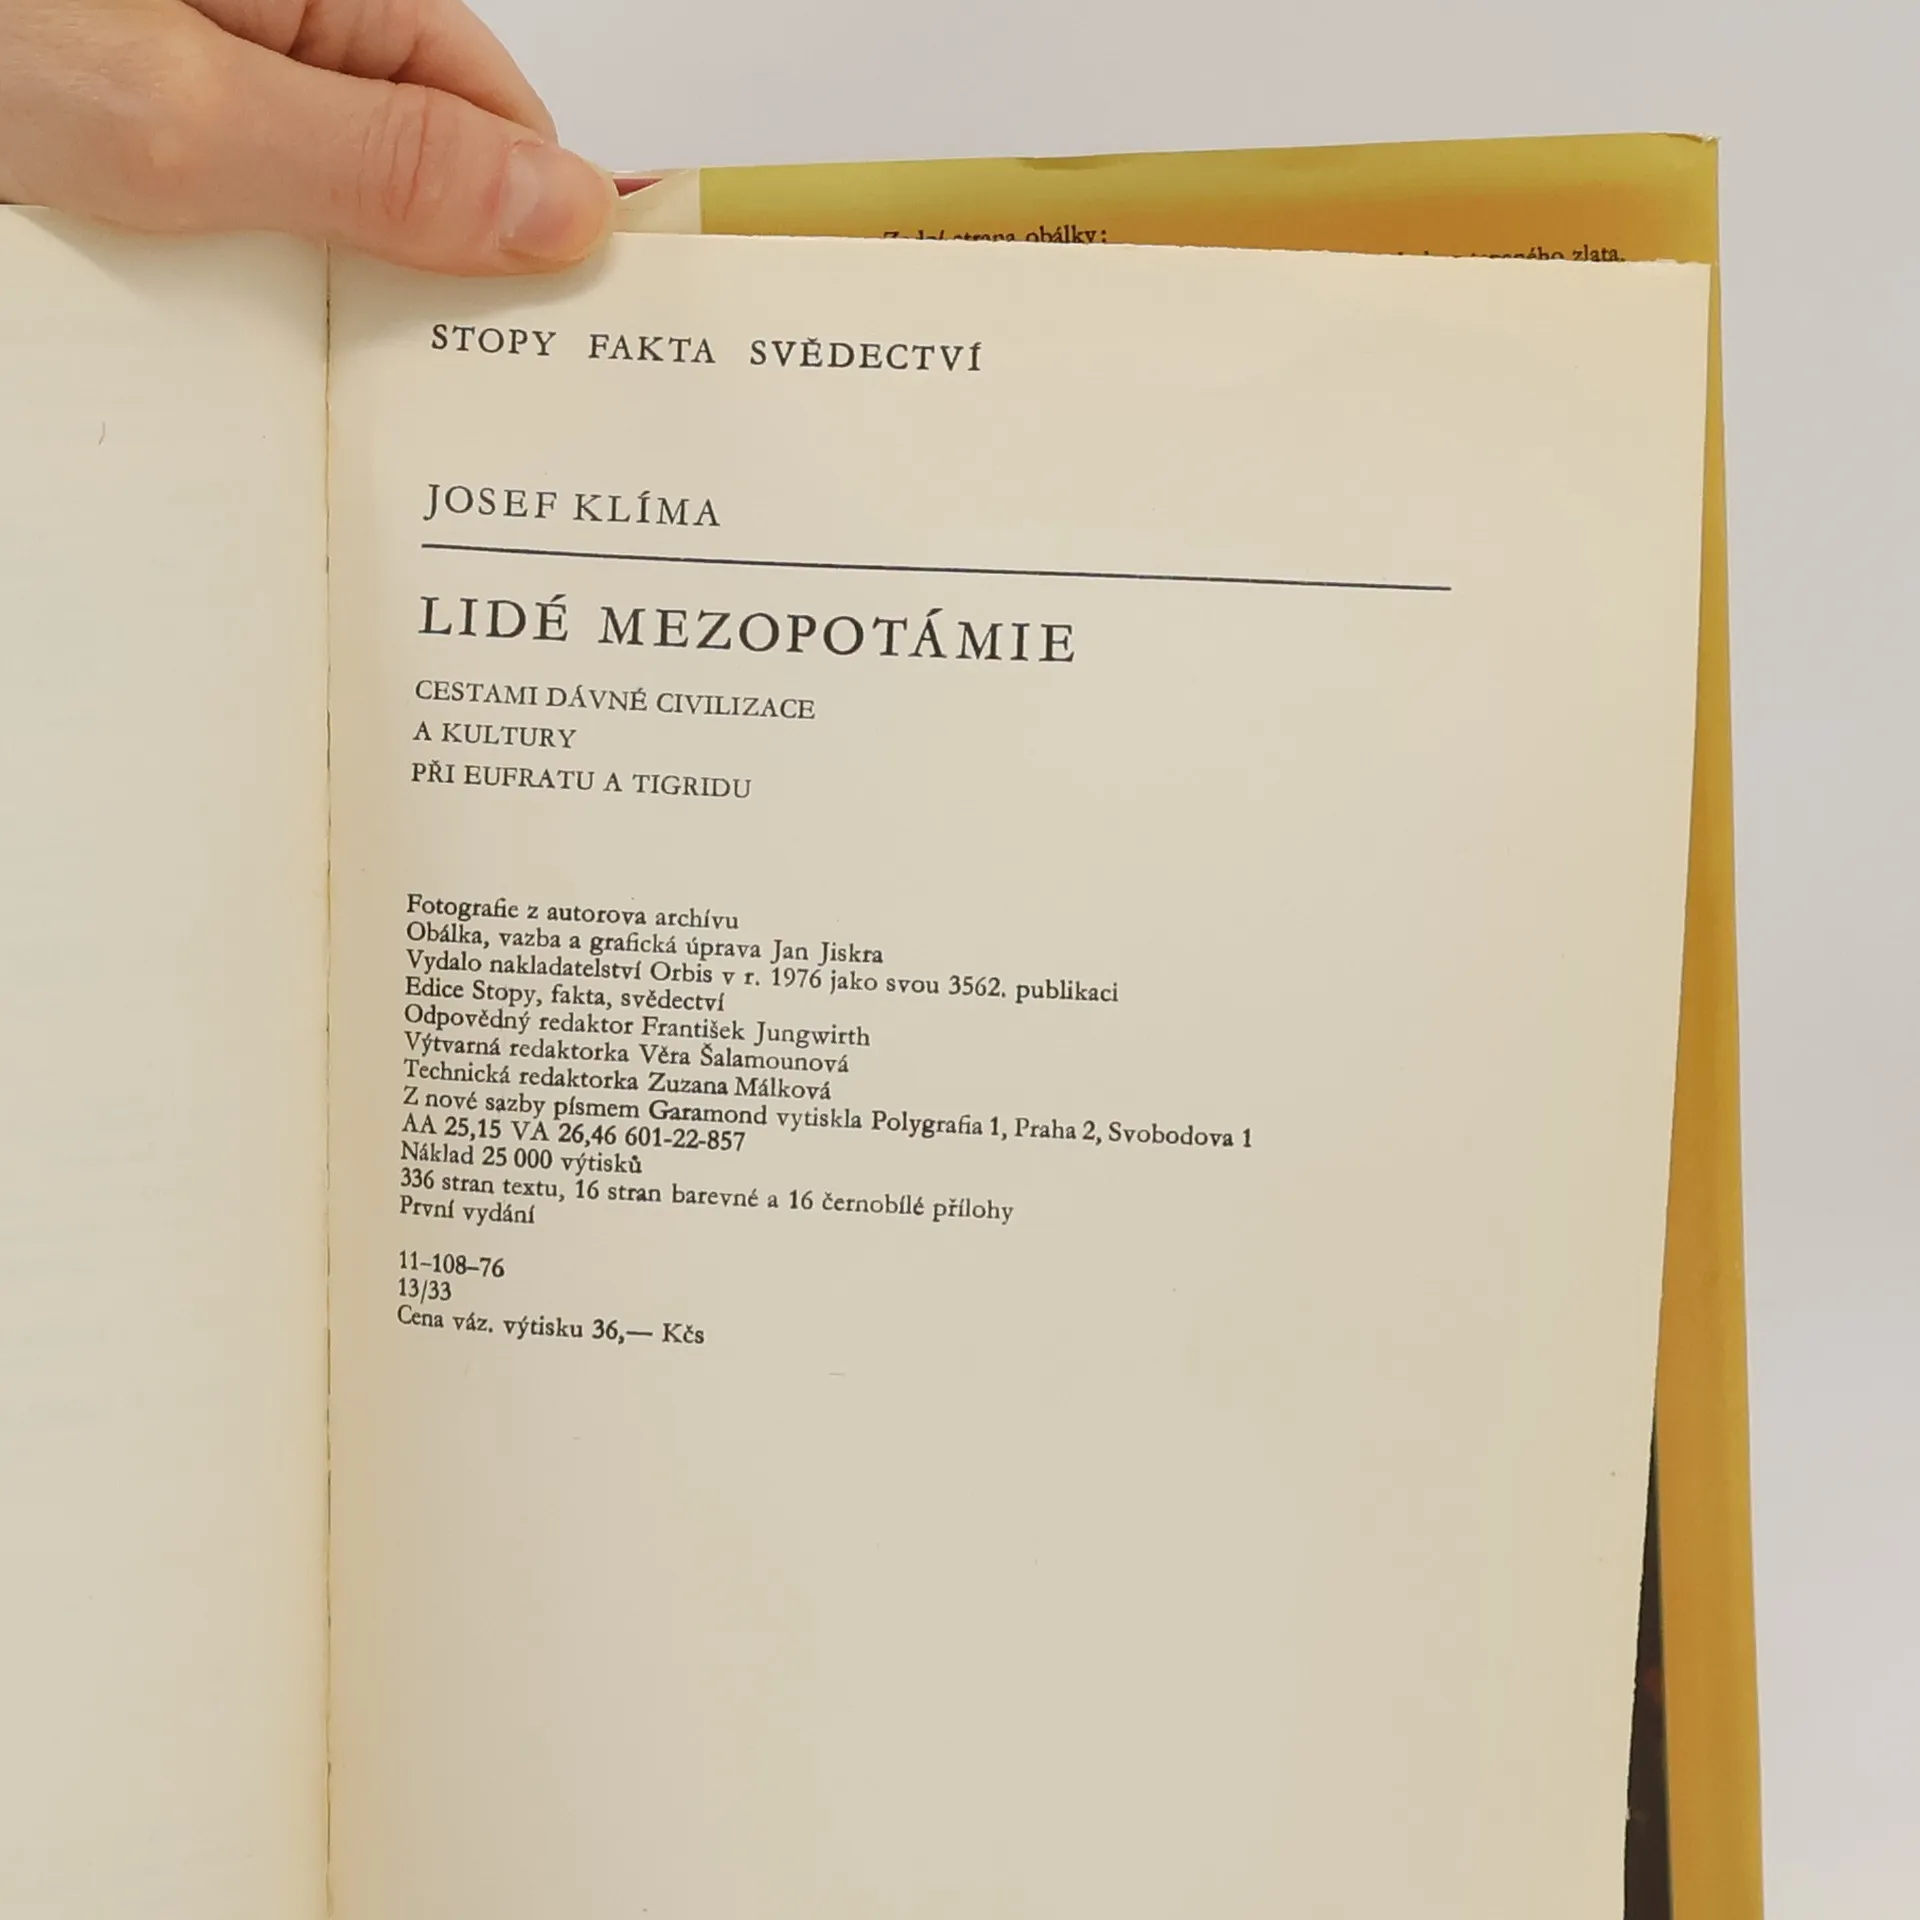 obálky:
zlata,
STOPY FAKTA SVĚDECTVÍ
JOSEF KLÍMA
LIDÉ MEZOPOTÁMIE
CESTAMI DÁVNÉ CIVILIZACE
A KULTURY
PŘI EUFRATU A TIGRIDU
Fotografie z autorova archívu
Obálka, vazba a grafická úprava Jan Jiskra
Vydalo nakladatelství Orbis v r. 1976 jako svou 3562. publikaci
Edice Stopy, fakta, svědectví
Odpovědný redaktor František Jungwirth
Výtvarná redaktorka Věra Šalamounová
Technická redaktorka Zuzana Málková
Z nové sazby písmem Garamond vytiskla Polygrafia 1, Praha 2, Svobodova 1
AA 25,15 VA 26,46 601-22-857
Náklad 25 000 výtisků
336 stran textu, 16 stran barevné a 16 černobílé přílohy
První vydání
11–108–76
13/33
Cena váz. výtisku 36,— Kčs